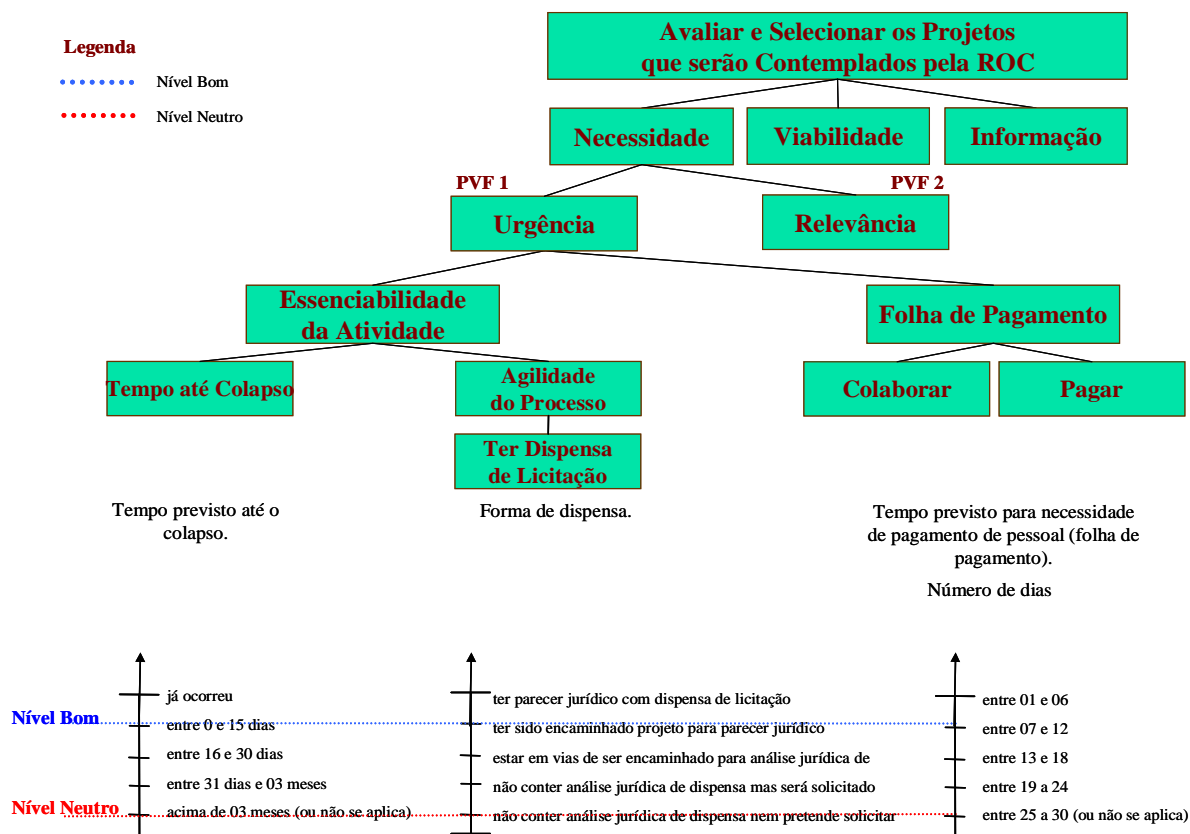 Avaliar e Selecionar os Projetos
que serão Contemplados pela ROC
Legenda
Nível Bom
Nível Neutro
Necessidade
Viabilidade
Informação
PVF 1
PVF 2
Urgência
Relevância
Essenciabilidade
da Atividade
Folha de Pagamento
Tempo até Colapso
Agilidade
do Processo
Colaborar
Pagar
Ter Dispensa
de Licitação
Tempo previsto até o
colapso.
Forma de dispensa.
Tempo previsto para necessidade
de pagamento de pessoal (folha de
pagamento).
Número de dias
Nível Bom
Nível Neutro
já ocorreu
entre 0 e 15 dias
entre 16 e 30 dias
entre 31 dias e 03 meses
acima de 03 meses (ou não se aplica)
ter parecer jurídico com dispensa de licitação
ter sido encaminhado projeto para parecer jurídico
estar em vias de ser encaminhado para análise jurídica de
não conter análise jurídica de dispensa mas será solicitado
não conter análise jurídica de dispensa nem pretende solicitar
entre 01 e 06
entre 07 e 12
entre 13 e 18
entre 19 e 24
entre 25 a 30 (ou não se aplica)